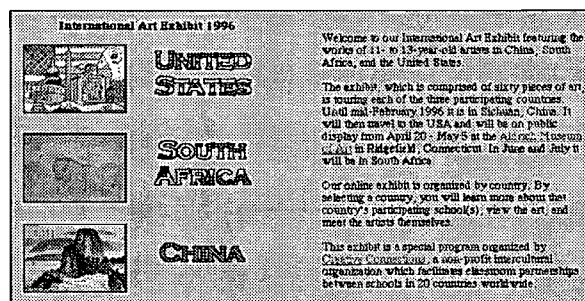 International Art Exhibit 1996
UNITED
STATES
SOUTH
AFRICA
CHINA
Welcome to our International Art Exhibit featuring the
works of 11- to 13-year-old artists in China, South
Africa, and the United States.
The exhibit, which is comprised of sixty pieces of art,
is touring each of the three participating countries.
Until mid-February 1996 it is in Sichuan, China. It
will then travel to the USA and will be on public
display from April 20 - May 5 at the Aldrich Museum
of Art in Ridgefield, Connecticut. In June and July it
will be in South Africa.
Our online exhibit is organized by country. By
selecting a country, you will learn more about that
country's participating school(s), view the art, and
meet the artists themselves.
This exhibit is a special program organized by
Creative Connections, a non-profit intercultural
organization which facilitates classroom partnerships
between schools in 20 countries worldwide.